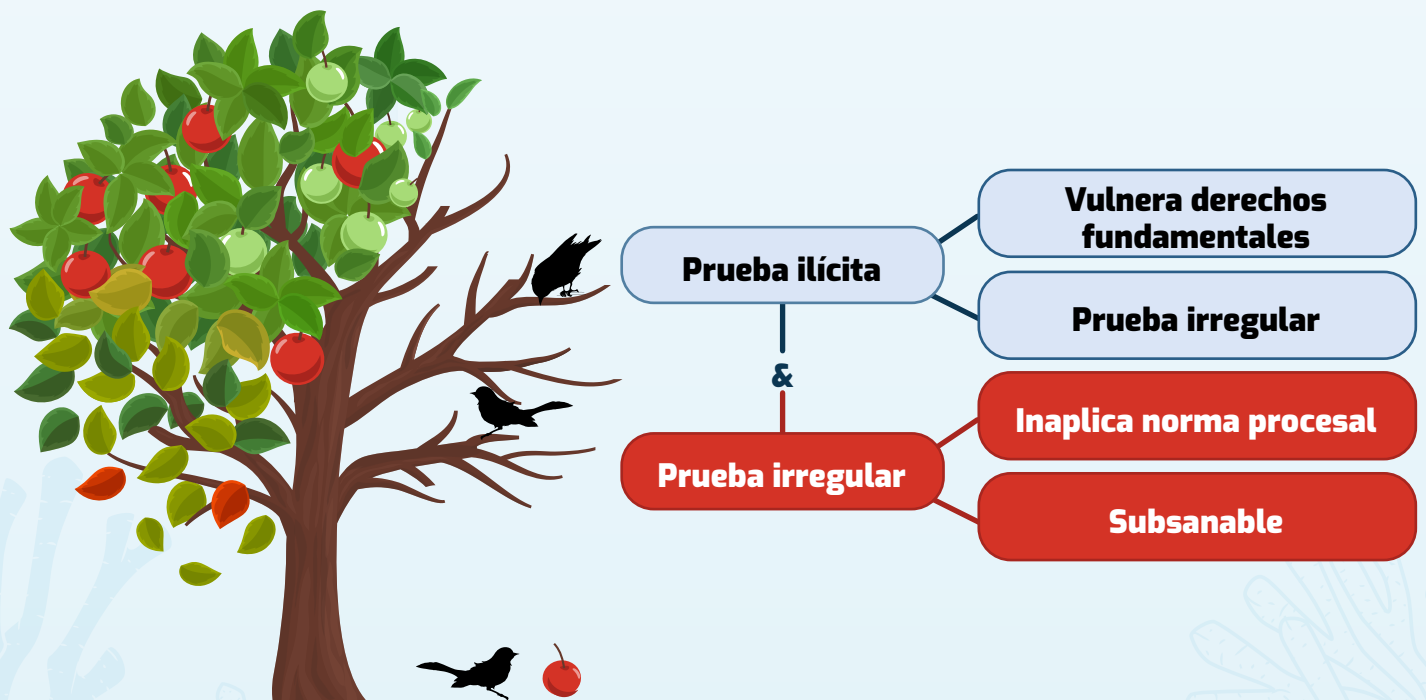 Prueba ilícita
Vulnera derechos
fundamentales
Prueba irregular
&
Prueba irregular
Inaplica norma procesal
Subsanable